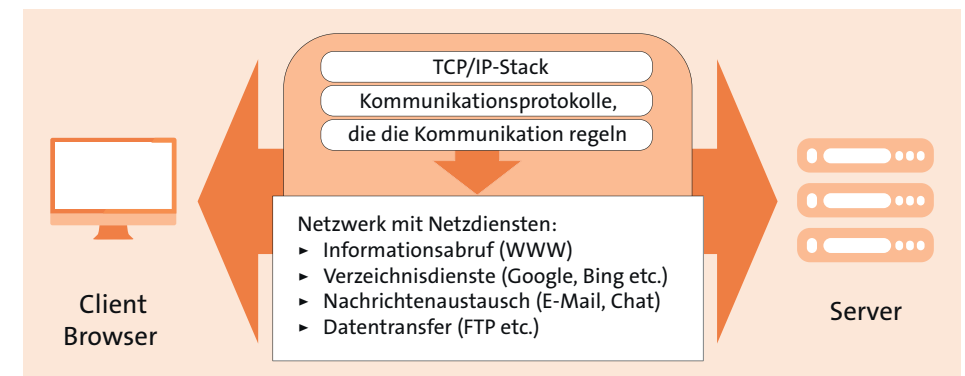 TCP/IP-Stack
Kommunikationsprotokolle,
die die Kommunikation regeln
Netzwerk mit Netzdiensten:
► Informationsabruf (WWW)
► Verzeichnisdienste (Google, Bing etc.)
► Nachrichtenaustausch (E-Mail, Chat)
► Datentransfer (FTP etc.)
Client
Browser
Server